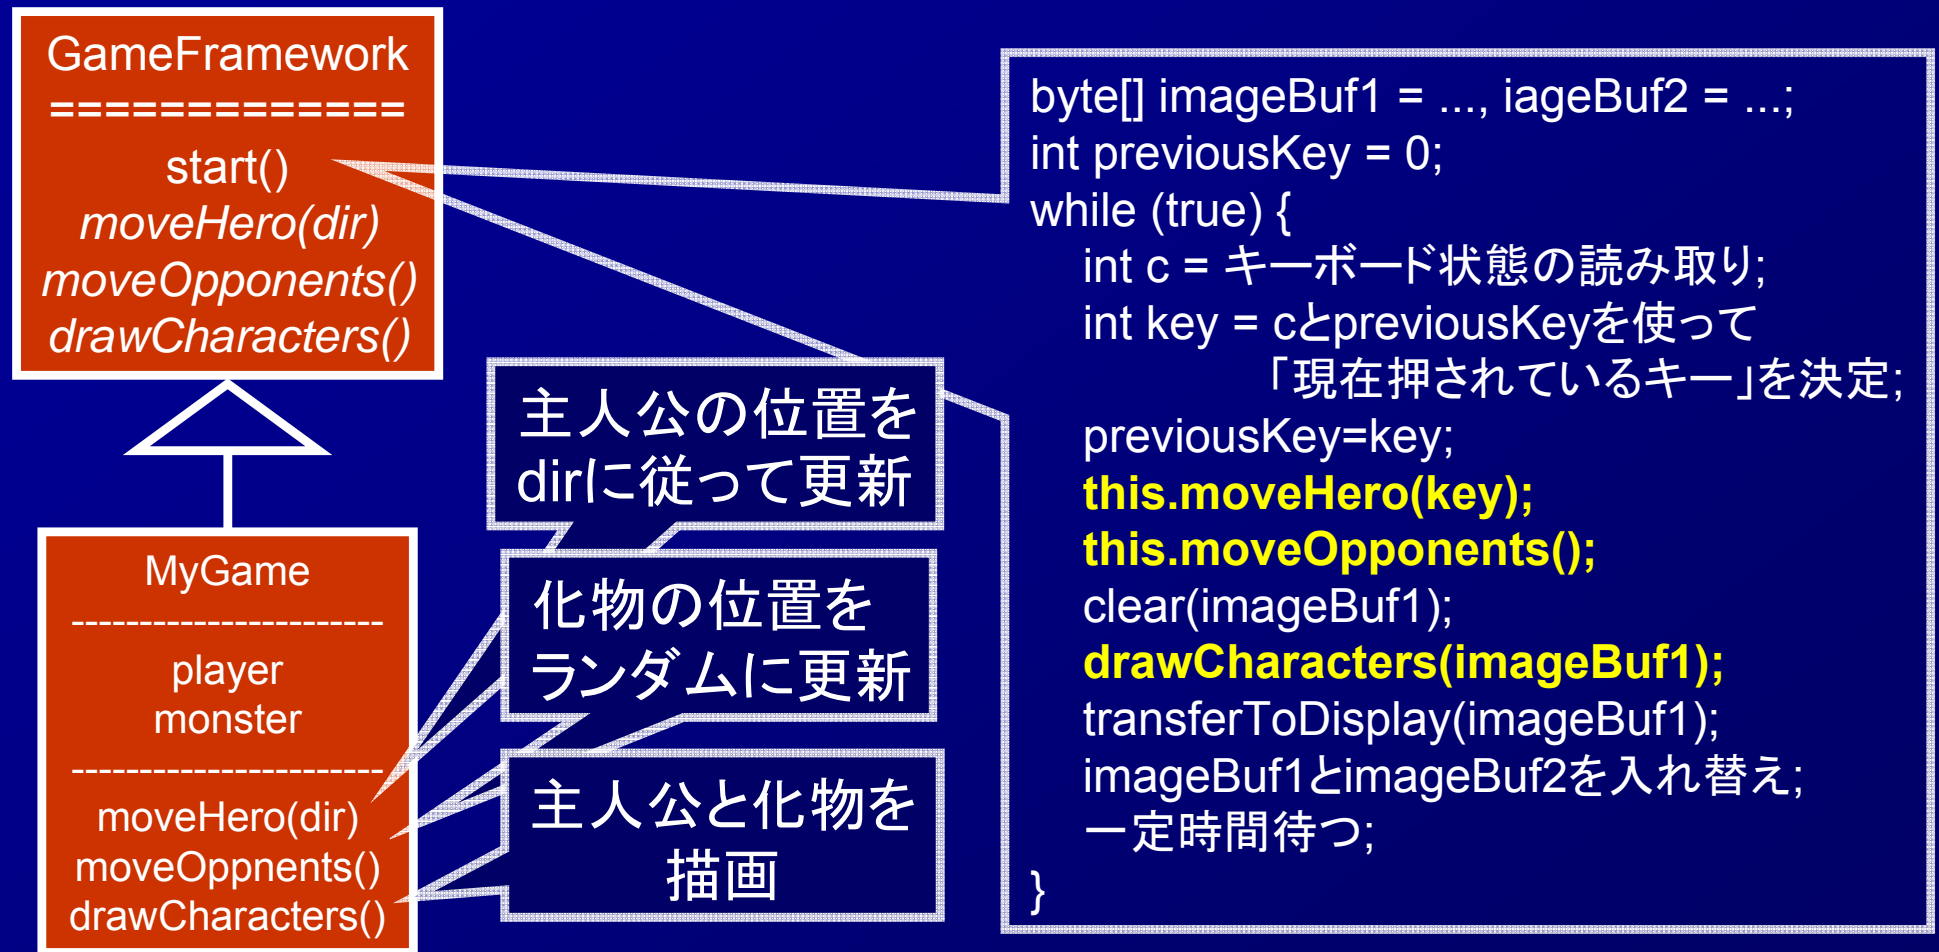 GameFramework
=============
start()
moveHero(dir)
moveOpponents()
drawCharacters()
MyGame
-----------------------
player
monster
-----------------------
moveHero(dir)
moveOppnents()
drawCharacters()
主人公の位置を
dirに従って更新
化物の位置を
ランダムに更新
主人公と化物を
描画
byte[] imageBuf1 = ..., iageBuf2 = ...;
int previousKey = 0;
while (true) {
int c = キーボード状態の読み取り;
int key = cとpreviousKeyを使って
「現在押されているキー」を決定;
previousKey=key;
this.moveHero(key);
this.moveOpponents();
clear(imageBuf1);
drawCharacters(imageBuf1);
transferToDisplay(imageBuf1);
imageBuf1とimageBuf2を入れ替え;
一定時間待つ;
}